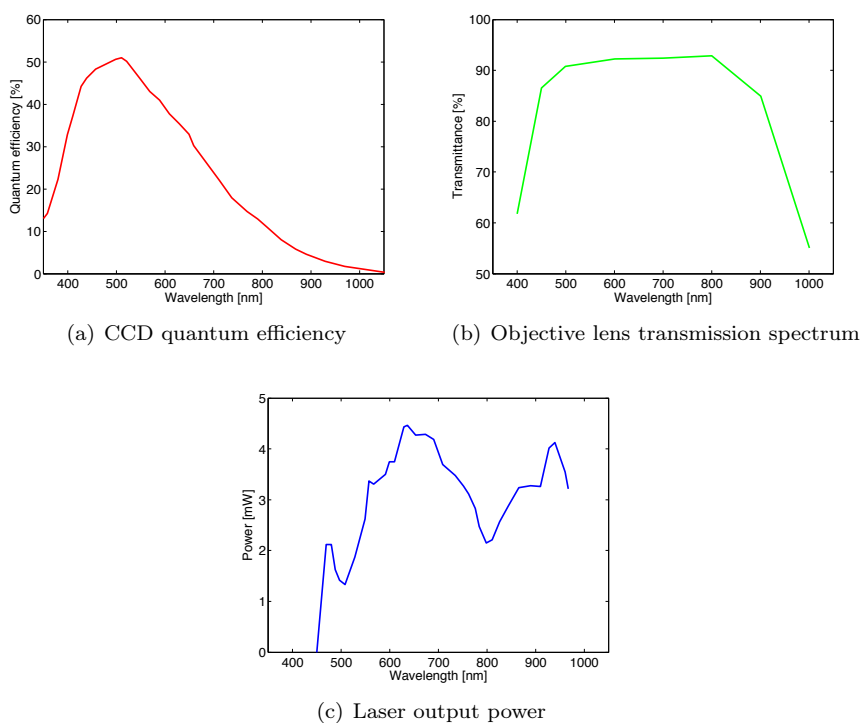 60
50
40
30
20
10
0
Quantum efficiency [%]
400 500 600 700 800 900 1000
Wavelength [nm]
(a) CCD quantum efficiency
100
90
80
70
60
50
Transmittance [%]
400 500 600 700 800 900 1000
Wavelength [nm]
(b) Objective lens transmission spectrum
5
4
3
2
1
0
Power [mW]
400 500 600 700 800 900 1000
Wavelength [nm]
(c) Laser output power